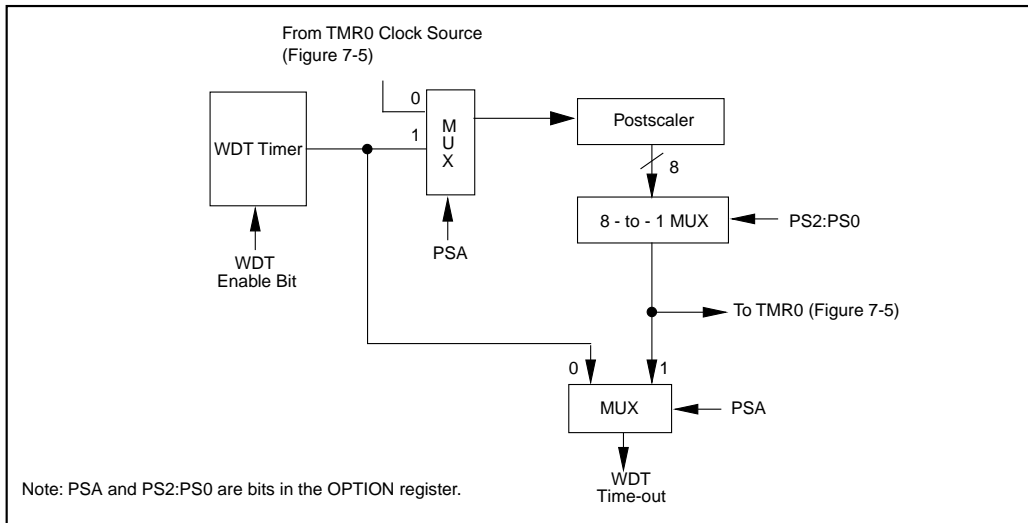 From TMR0 Clock Source
(Figure 7-5)
0
1
M
U
X
WDT Timer
Postscaler
8
8 - to - 1 MUX
PS2:PS0
PSA
WDT
Enable Bit
To TMR0 (Figure 7-5)
0
1
MUX
PSA
WDT
Time-out
Note: PSA and PS2:PS0 are bits in the OPTION register.